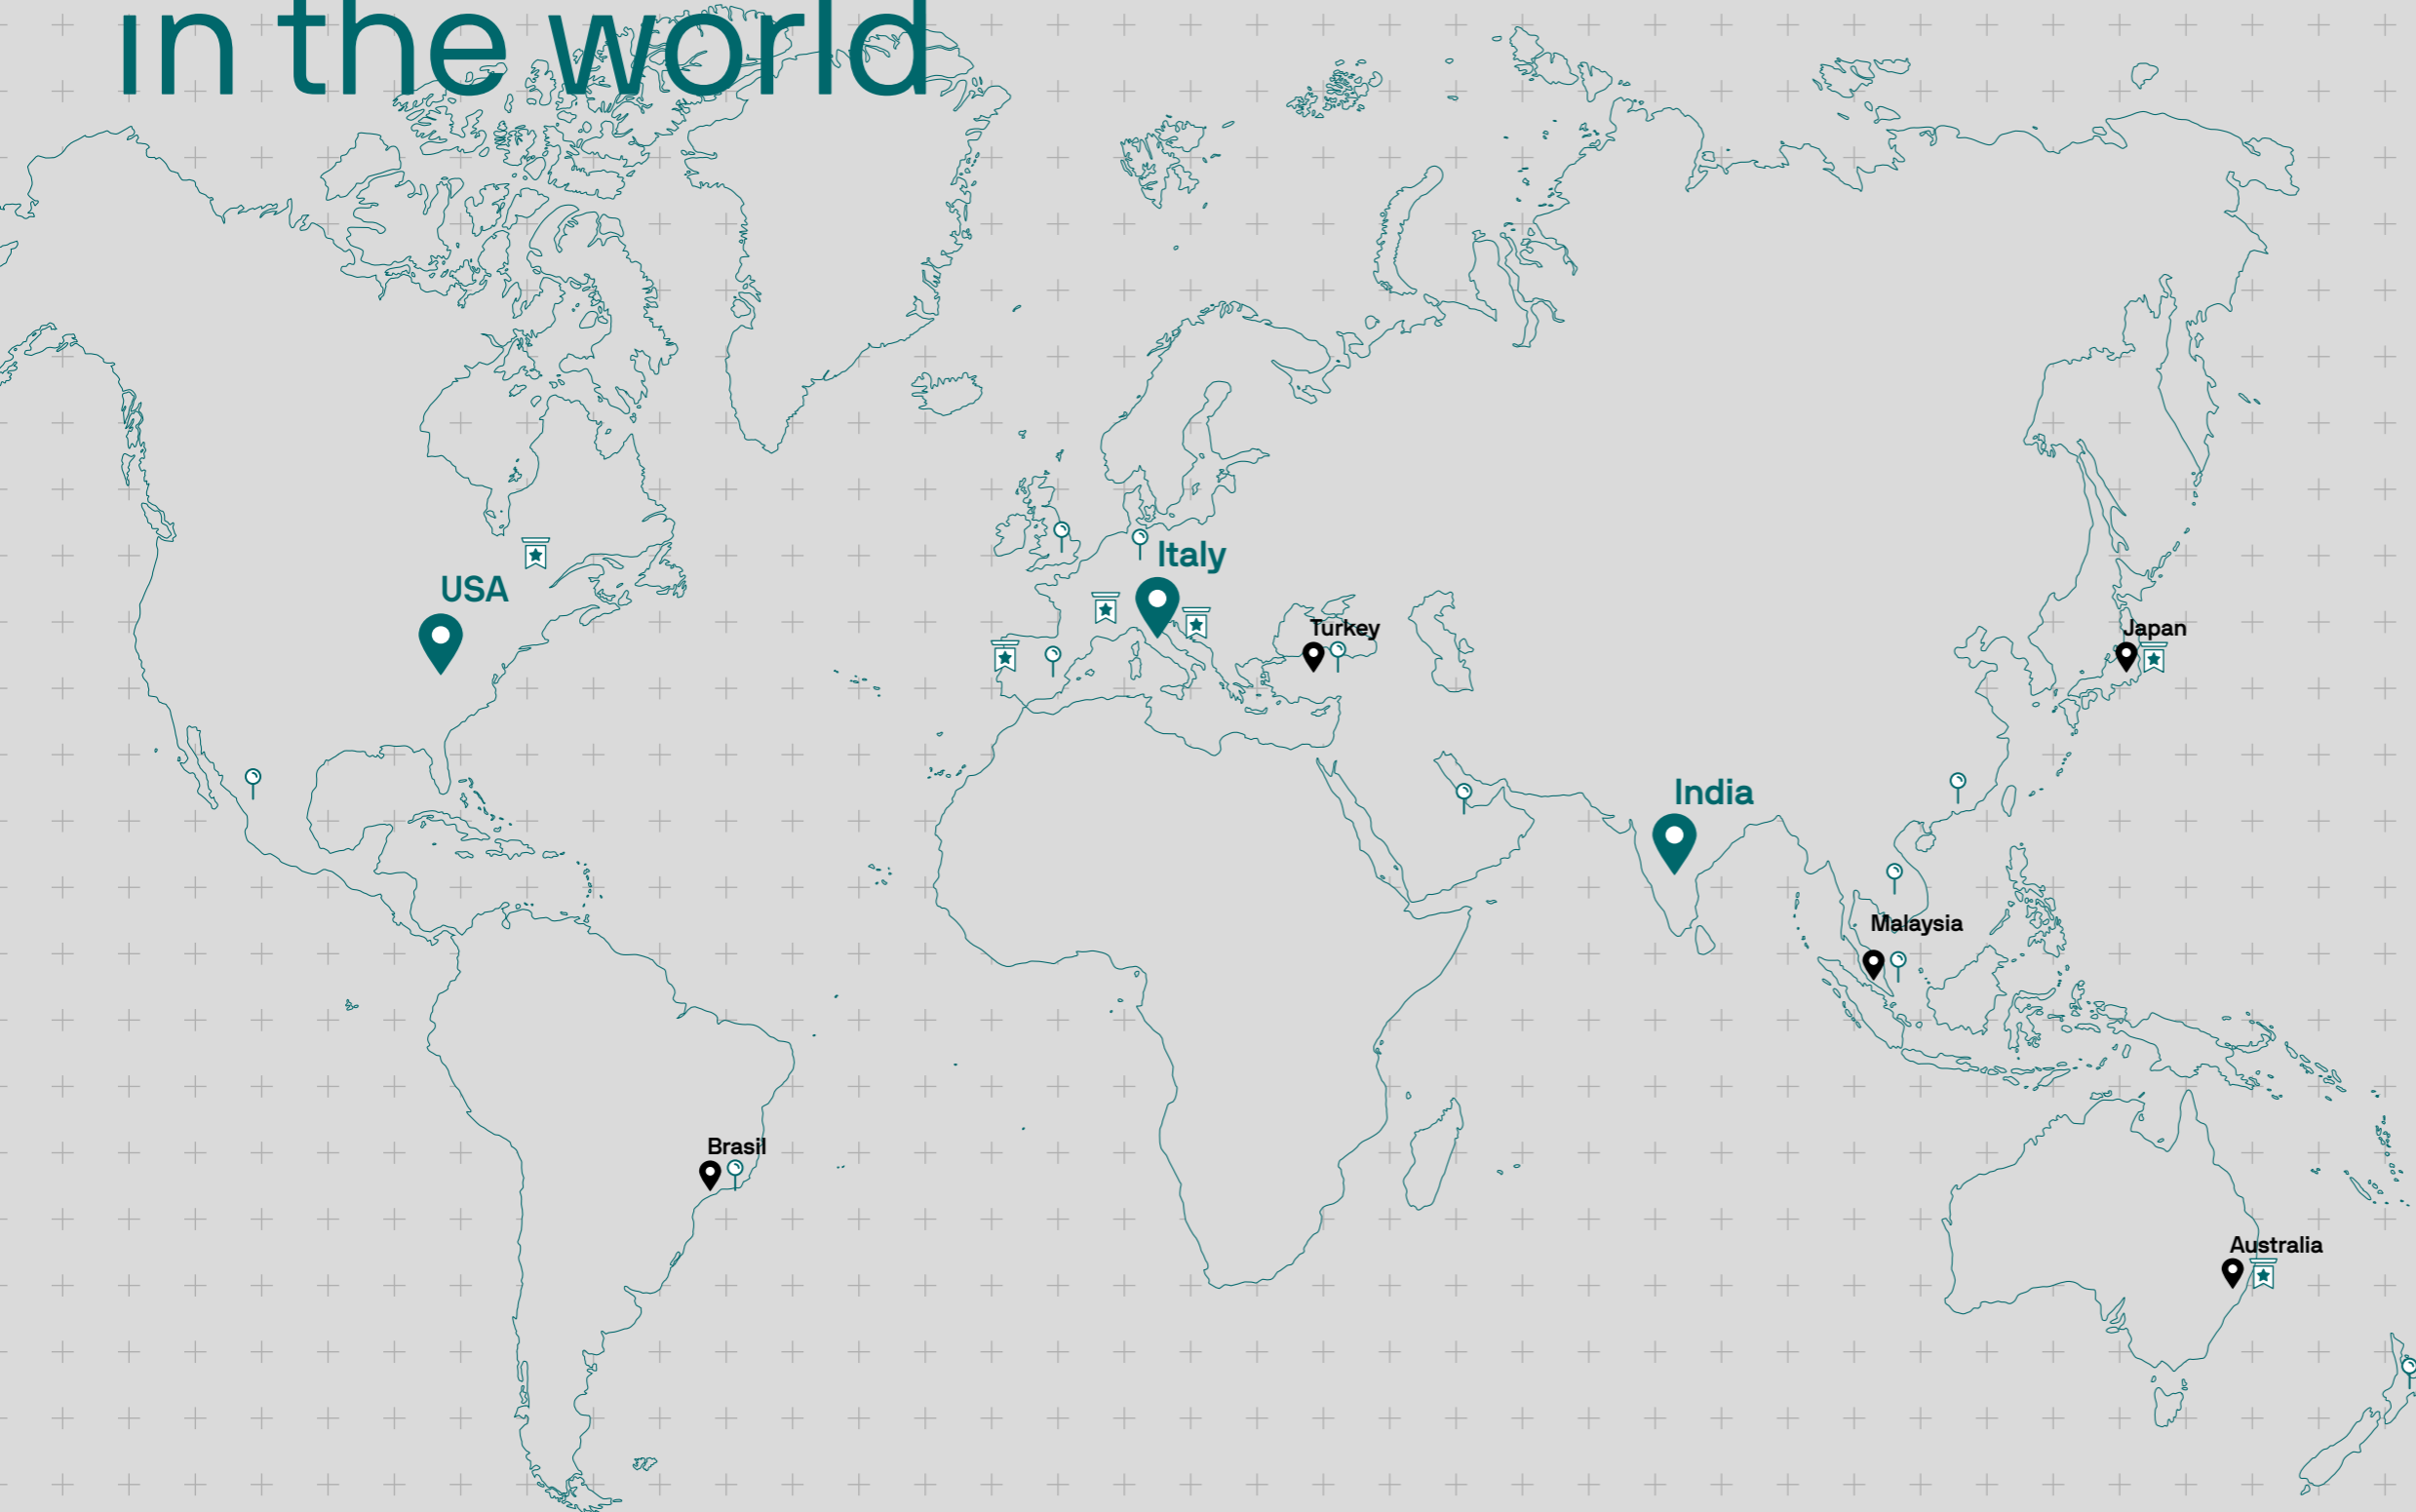 in the world
Italy
USA
Turkey
Japan
India
Malaysia
Brasil
Australia